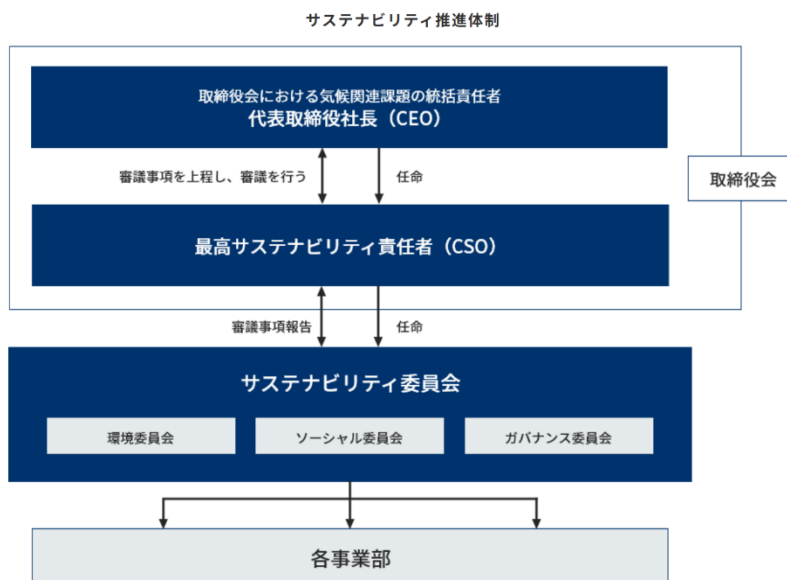 サステナビリティ推進体制
取締役会における気候関連課題の統括責任者
代表取締役社長（CEO）
審議事項を上程し、審議を行う
任命
取締役会
最高サステナビリティ責任者（CSO）
審議事項報告
任命
サステナビリティ委員会
環境委員会
ソーシャル委員会
ガバナンス委員会
各事業部